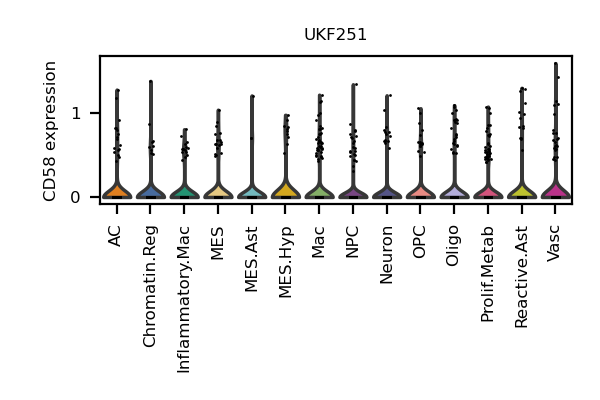 UKF251
CD58 expression
1
0
AC
Chromatin.Reg
Inflammatory.Mac
MES
MES.Ast
MES.Hyp
Mac
NPC
Neuron
OPC
Oligo
Prolif.Metab
Reactive.Ast
Vasc